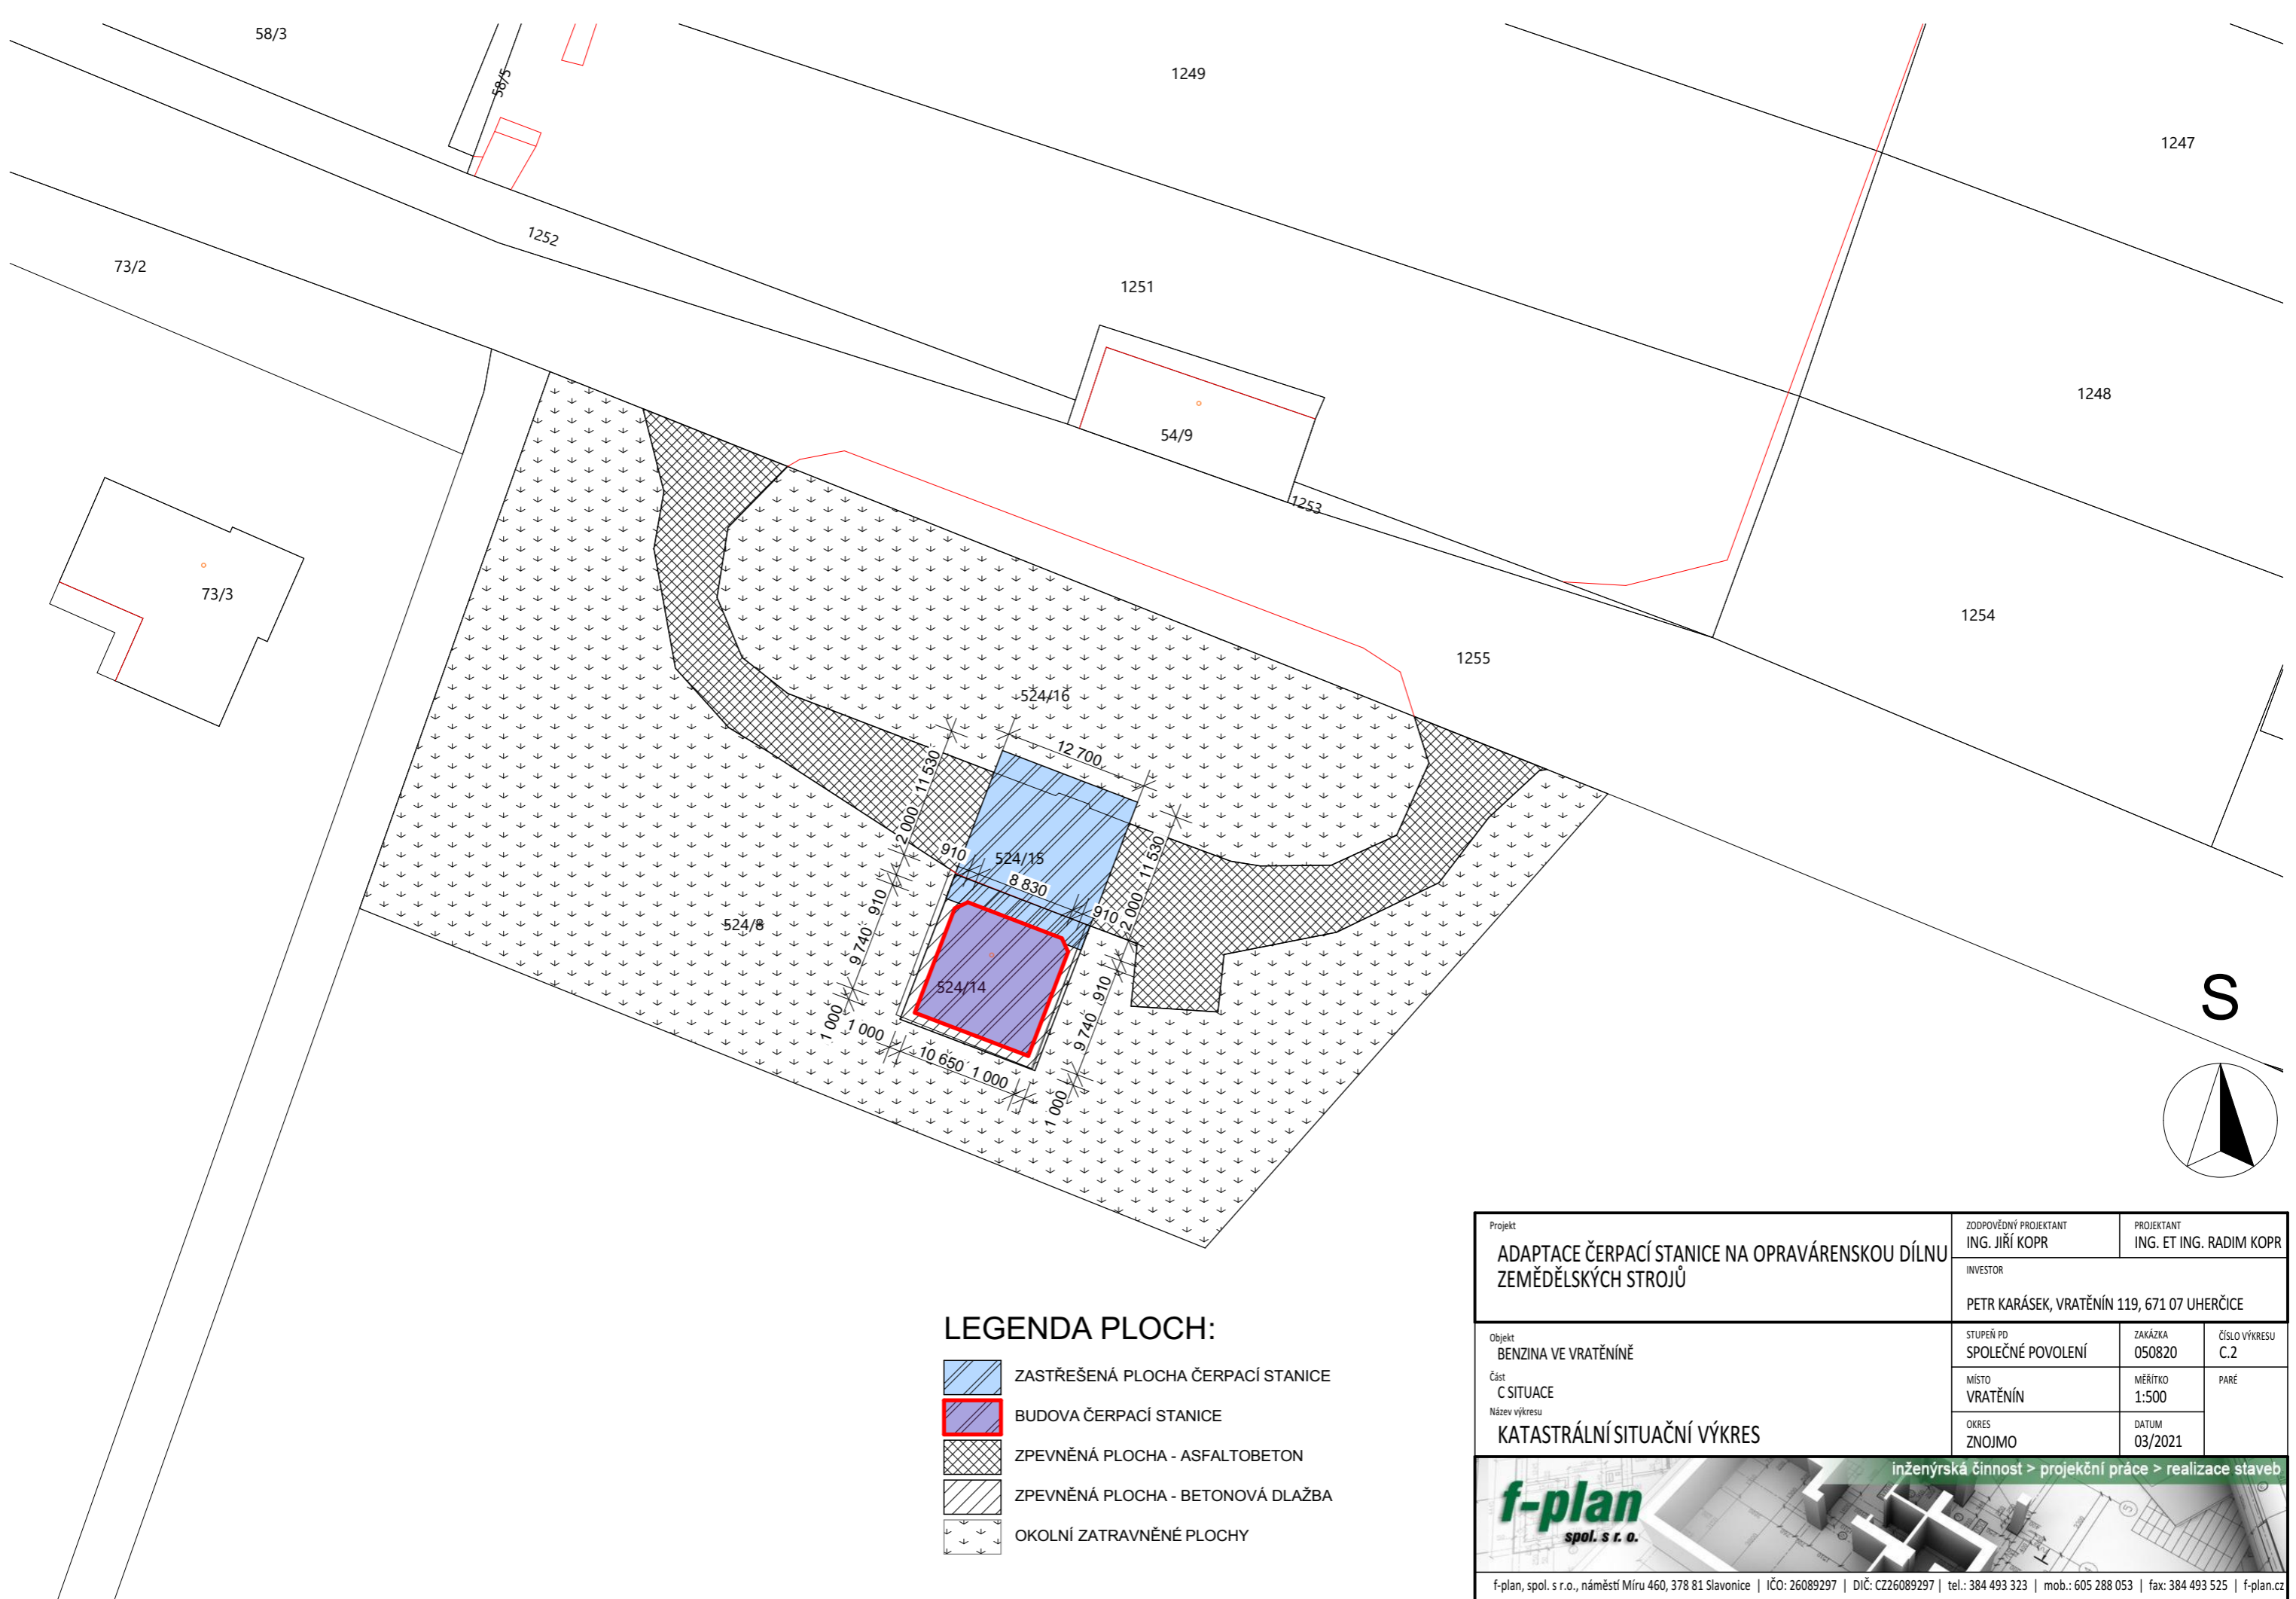 58/3
58/5
1249
1247
1252
73/2
1251
1248
54/9
1253
73/3
1254
1255
524/16
12 700
11 530
2 000
910
524/15
8 830
11 530
910
2 000
910
524/8
9 740
524/14
910
9 740
1 000
1 000
10 650
1 000
1 000
S
LEGENDA PLOCH:
ZASTŘEŠENÁ PLOCHA ČERPACÍ STANICE
BUDOVA ČERPACÍ STANICE
ZPEVNĚNÁ PLOCHA - ASFALTOBETON
ZPEVNĚNÁ PLOCHA - BETONOVÁ DLAŽBA
OKOLNÍ ZATRAVNĚNÉ PLOCHY
Projekt
ADAPTACE ČERPACÍ STANICE NA OPRAVÁRENSKOU DÍLNU
ZEMĚDĚLSKÝCH STROJŮ
ZODPOVĚDNÝ PROJEKTANT
ING. JIŘÍ KOPR
PROJEKTANT
ING. ET ING. RADIM KOPR
INVESTOR
PETR KARÁSEK, VRATĚNÍN 119, 671 07 UHERČICE
Objekt
BENZINA VE VRATĚNÍNĚ
Část
C SITUACE
Název výkresu
KATASTRÁLNÍ SITUAČNÍ VÝKRES
STUPEŇ PD
SPOLEČNÉ POVOLENÍ
ZAKÁZKA
050820
ČÍSLO VÝKRESU
C.2
MÍSTO
VRATĚNÍN
MĚŘÍTKO
1:500
PARÉ
OKRES
ZNOJMO
DATUM
03/2021
inženýrská činnost > projekční práce > realizace staveb
f-plan
spol. s r. o.
f-plan, spol. s r.o., náměstí Míru 460, 378 81 Slavonice | IČO: 26089297 | DIČ: CZ26089297 | tel.: 384 493 323 | mob.: 605 288 053 | fax: 384 493 525 | f-plan.cz